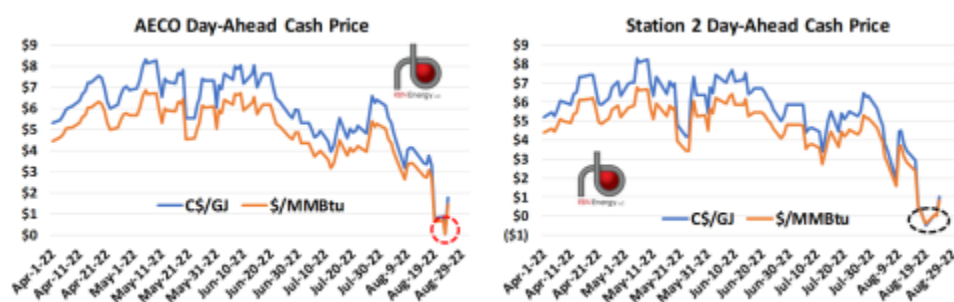 AECO Day-Ahead Cash Price
$9
$8
$7
$6
$5
$4
$3
$2
$1
$0
RBN Energy
C$/GJ
$/MMBtu
Apr-1-22
Apr-11-22
Apr-21-22
May-1-22
May-11-22
May-21-22
May-31-22
Jun-10-22
Jun-20-22
Jun-30-22
Jul-10-22
Jul-20-22
Jul-30-22
Aug-9-22
Aug-19-22
Aug-29-22
Station 2 Day-Ahead Cash Price
$9
$8
$7
$6
$5
$4
$3
$2
$1
$0
($1)
RBN Energy
C$/GJ
$/MMBtu
Apr-1-22
Apr-11-22
Apr-21-22
May-1-22
May-11-22
May-21-22
May-31-22
Jun-10-22
Jun-20-22
Jun-30-22
Jul-10-22
Jul-20-22
Jul-30-22
Aug-9-22
Aug-19-22
Aug-29-22